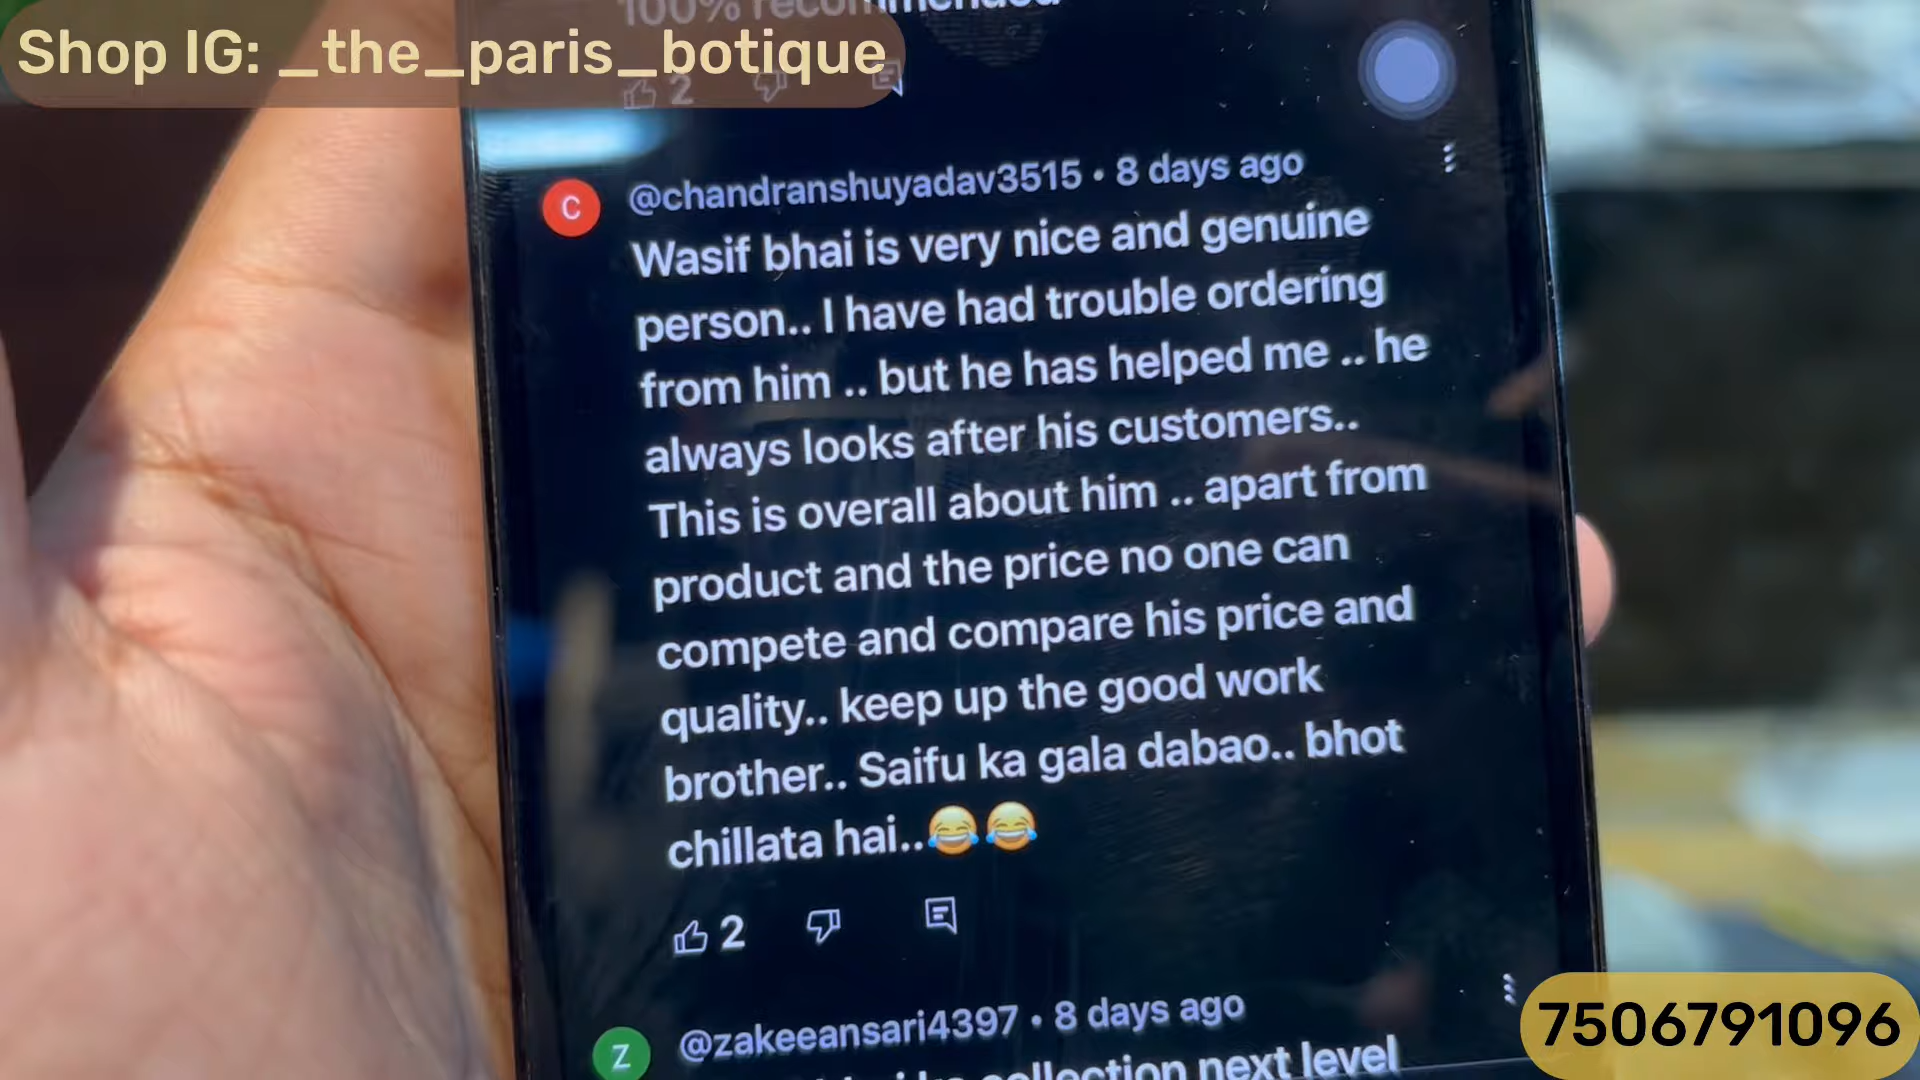 100% recommended
Shop IG: _the_paris_botique
2
@chandranshuyadav3515 • 8 days ago
C
Wasif bhai is very nice and genuine
person.. I have had trouble ordering
from him .. but he has helped me .. he
always looks after his customers..
This is overall about him .. apart from
product and the price no one can
compete and compare his price and
quality.. keep up the good work
brother.. Saifu ka gala dabao.. bhot
chillata hai..😂😂
2
@zakeeansari4397 • 8 days ago
Z
collection next level
7506791096